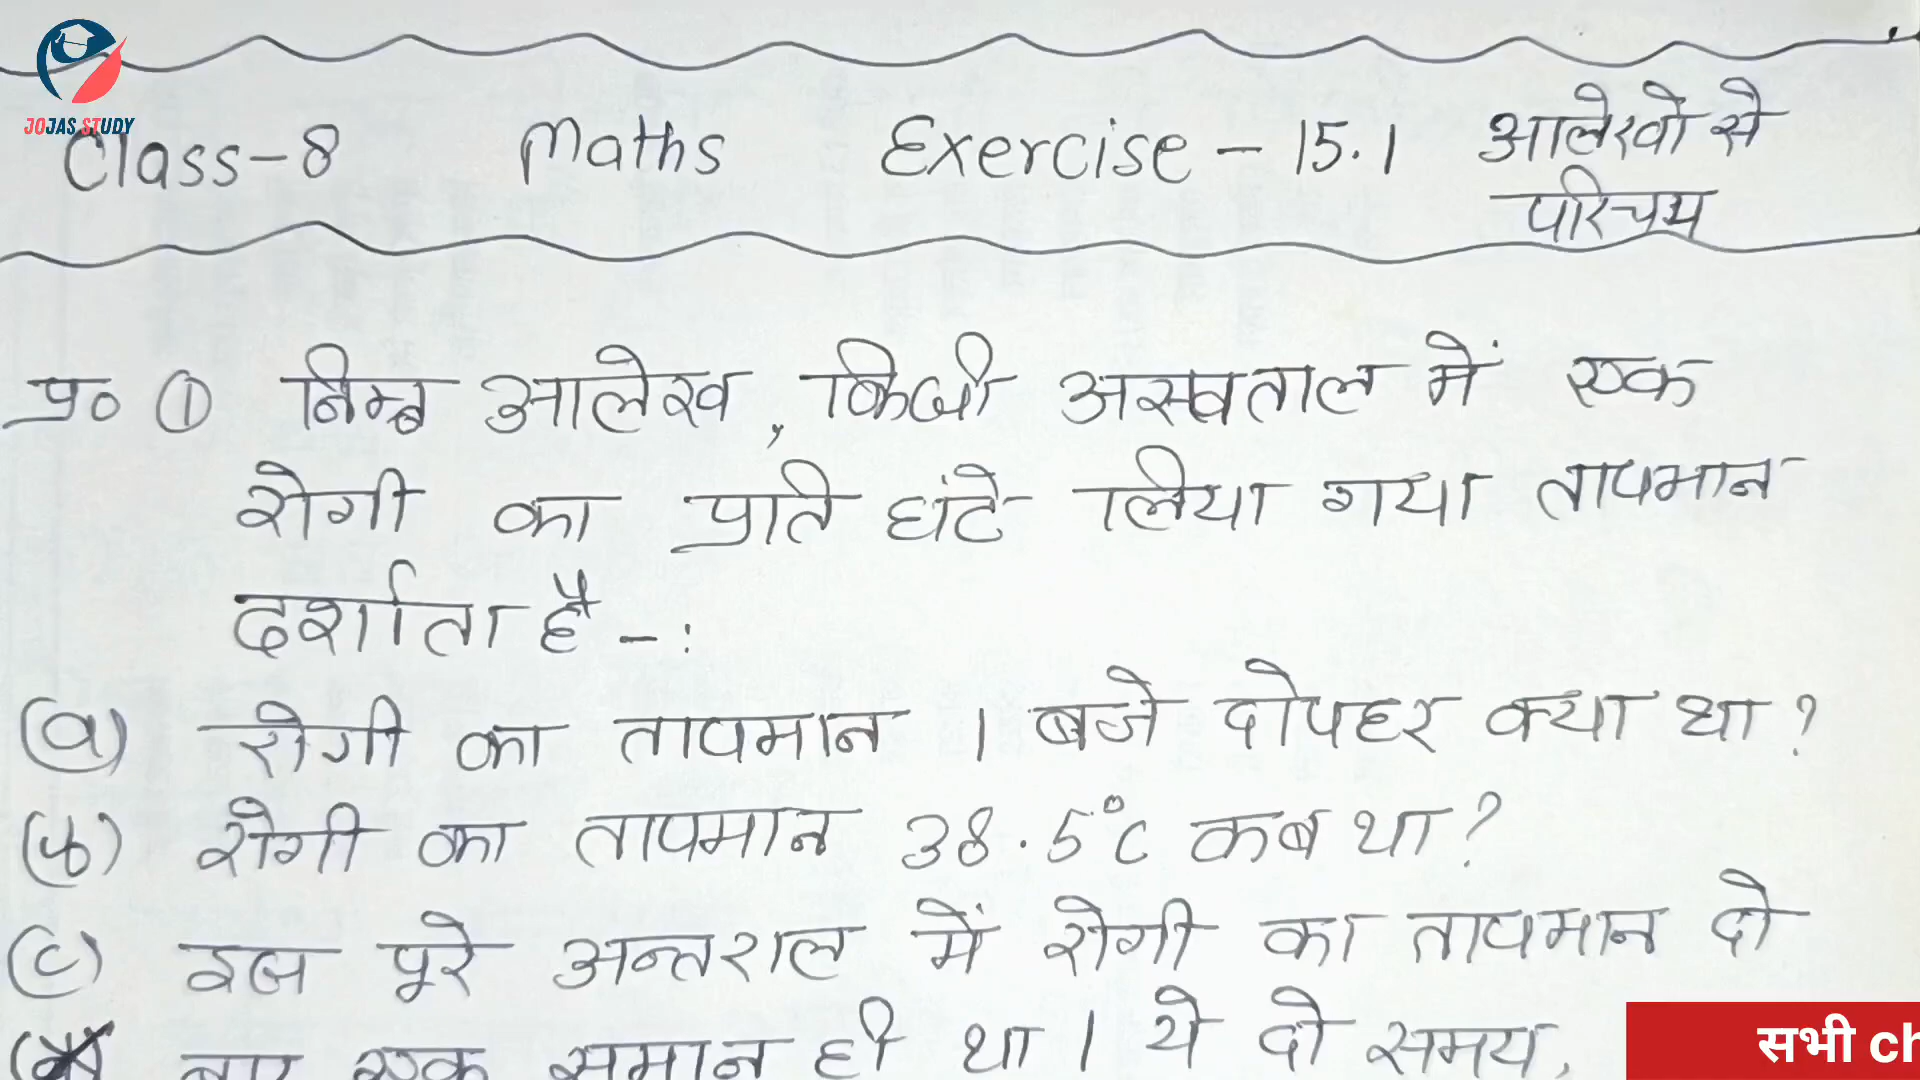 JOJAS STUDY
Class-8 Maths Exercise - 15.1 आलेखो से
परिचय
प्र० ① निम्न आलेख, किसी अस्पताल में एक
रोगी का प्रति घंटे लिया गया तापमान
दर्शाता है -:
(a) रोगी का तापमान 1 बजे दोपहर क्या था?
(b) रोगी का तापमान 38.5°C कब था?
(c) इस पूरे अन्तराल में रोगी का तापमान दो
बार एक समान ही था। ये दो समय,
सभी ch